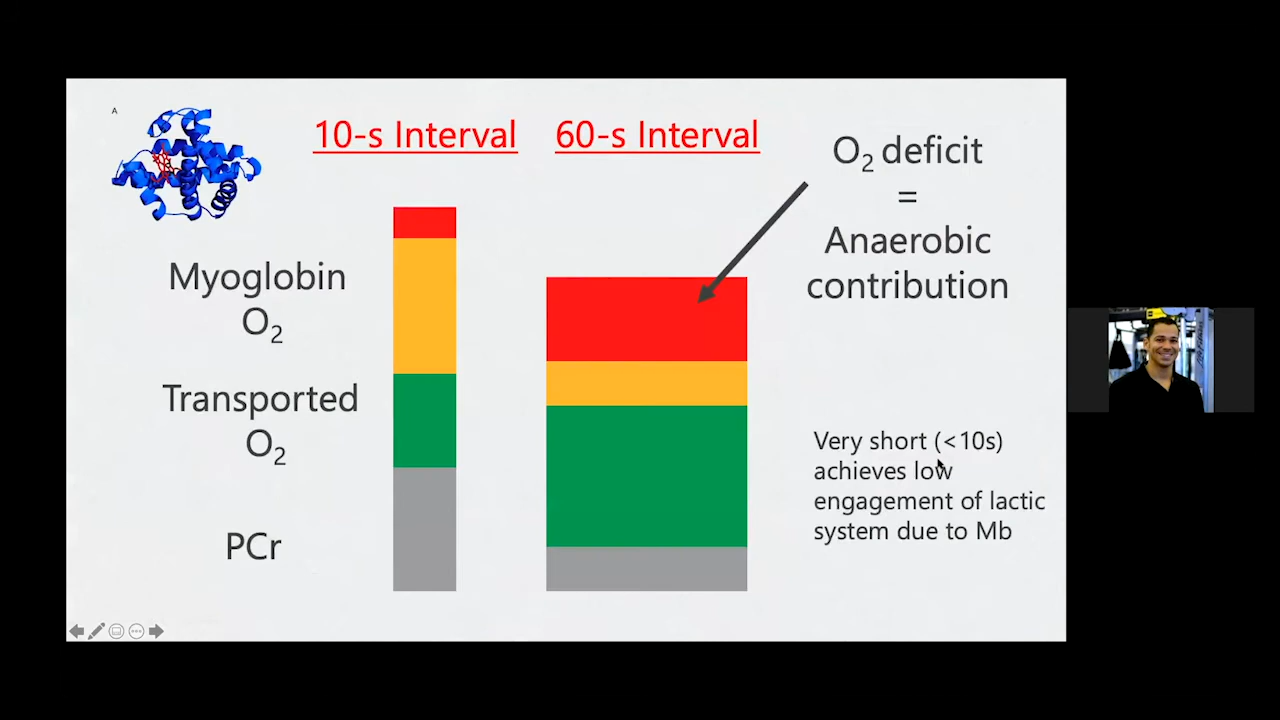 A
10-s Interval
60-s Interval
O₂ deficit
=
Anaerobic
contribution
Myoglobin
O₂
Transported
O₂
PCr
Very short (<10s)
achieves low
engagement of lactic
system due to Mb